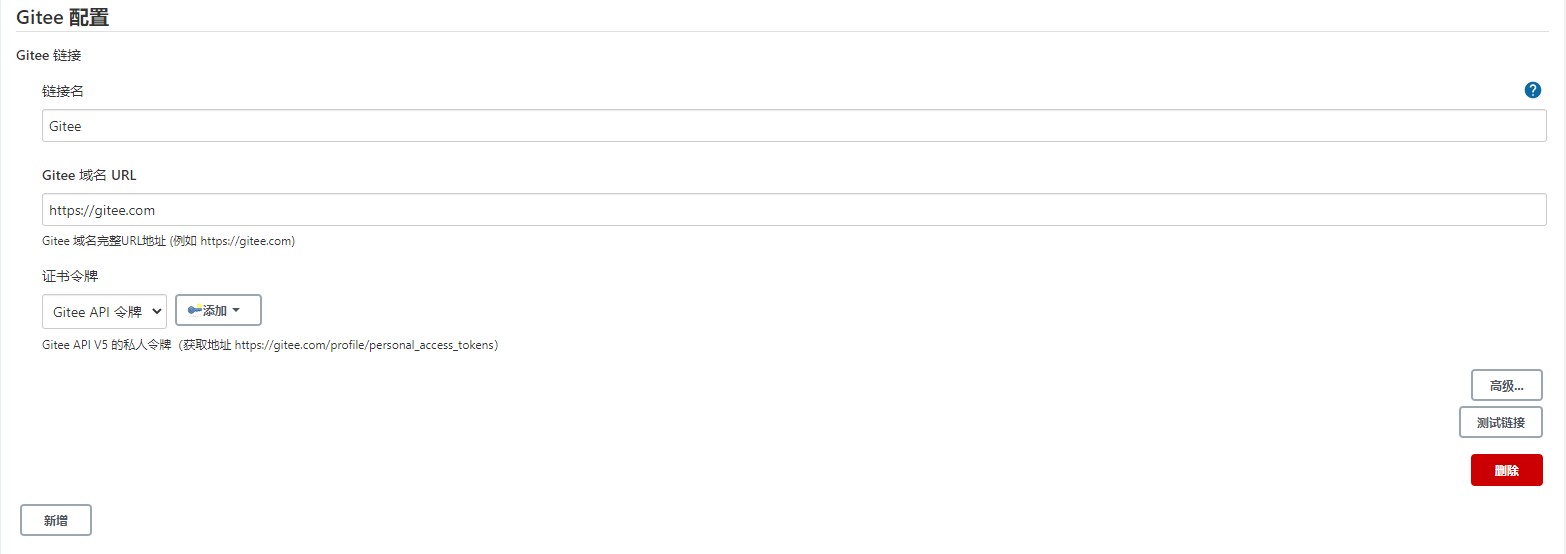 Gitee 配置
Gitee 链接
链接名
?
Gitee
Gitee 域名 URL
https://gitee.com
Gitee 域名完整URL地址 (例如 https://gitee.com)
证书令牌
Gitee API 令牌 添加
Gitee API V5 的私人令牌（获取地址 https://gitee.com/profile/personal_access_tokens）
高级...
测试链接
删除
新增